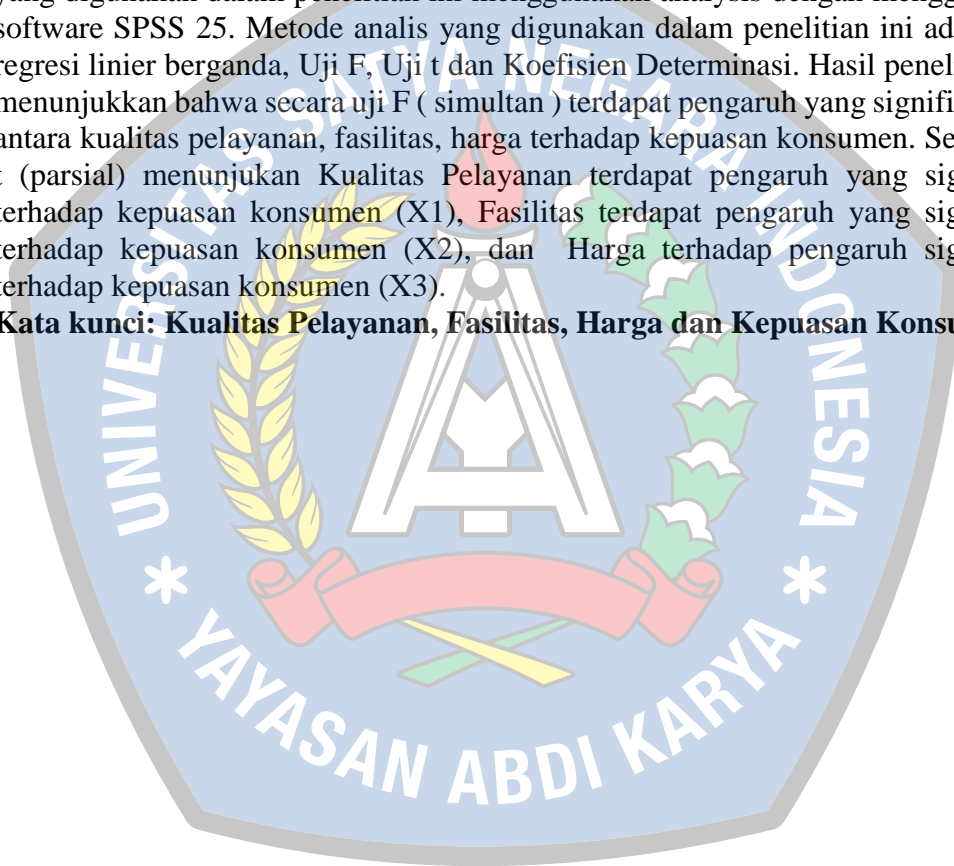 yang digunakan dalam penelitian ini menggunakan analysis dengan mengg
software SPSS 25. Metode analis yang digunakan dalam penelitian ini ad
regresi linier berganda, Uji F, Uji t dan Koefisien Determinasi. Hasil penel
menunjukkan bahwa secara uji F ( simultan ) terdapat pengaruh yang signifi
antara kualitas pelayanan, fasilitas, harga terhadap kepuasan konsumen. Se
t (parsial) menunjukan Kualitas Pelayanan terdapat pengaruh yang sig
terhadap kepuasan konsumen (X1), Fasilitas terdapat pengaruh yang sig
terhadap kepuasan konsumen (X2), dan Harga terhadap pengaruh sig
terhadap kepuasan konsumen (X3).
Kata kunci: Kualitas Pelayanan, Fasilitas, Harga dan Kepuasan Konsu
UNIVERSITAS SATYA NEGARA INDONESIA
* YAYASAN ABDI KARYA *